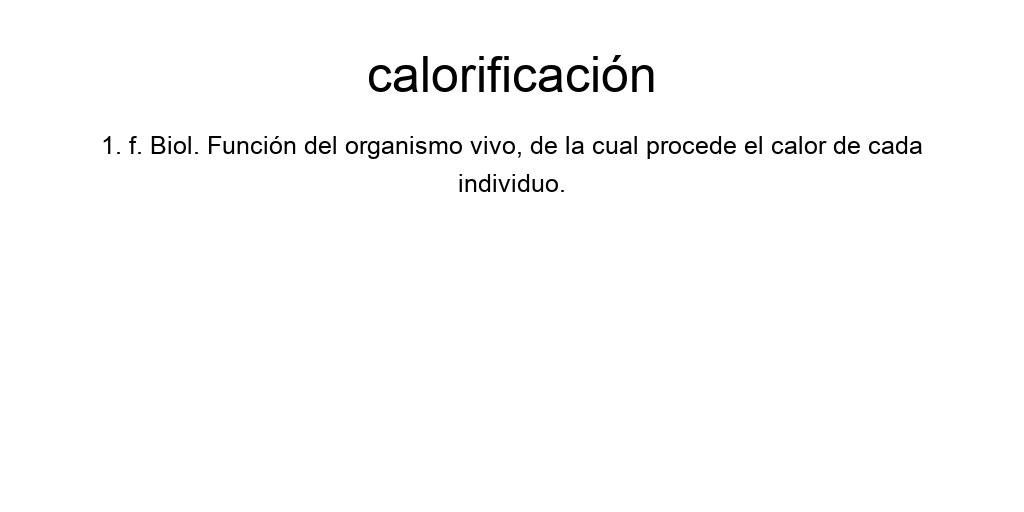 calorificación
1. f. Biol. Función del organismo vivo, de la cual procede el calor de cada
individuo.